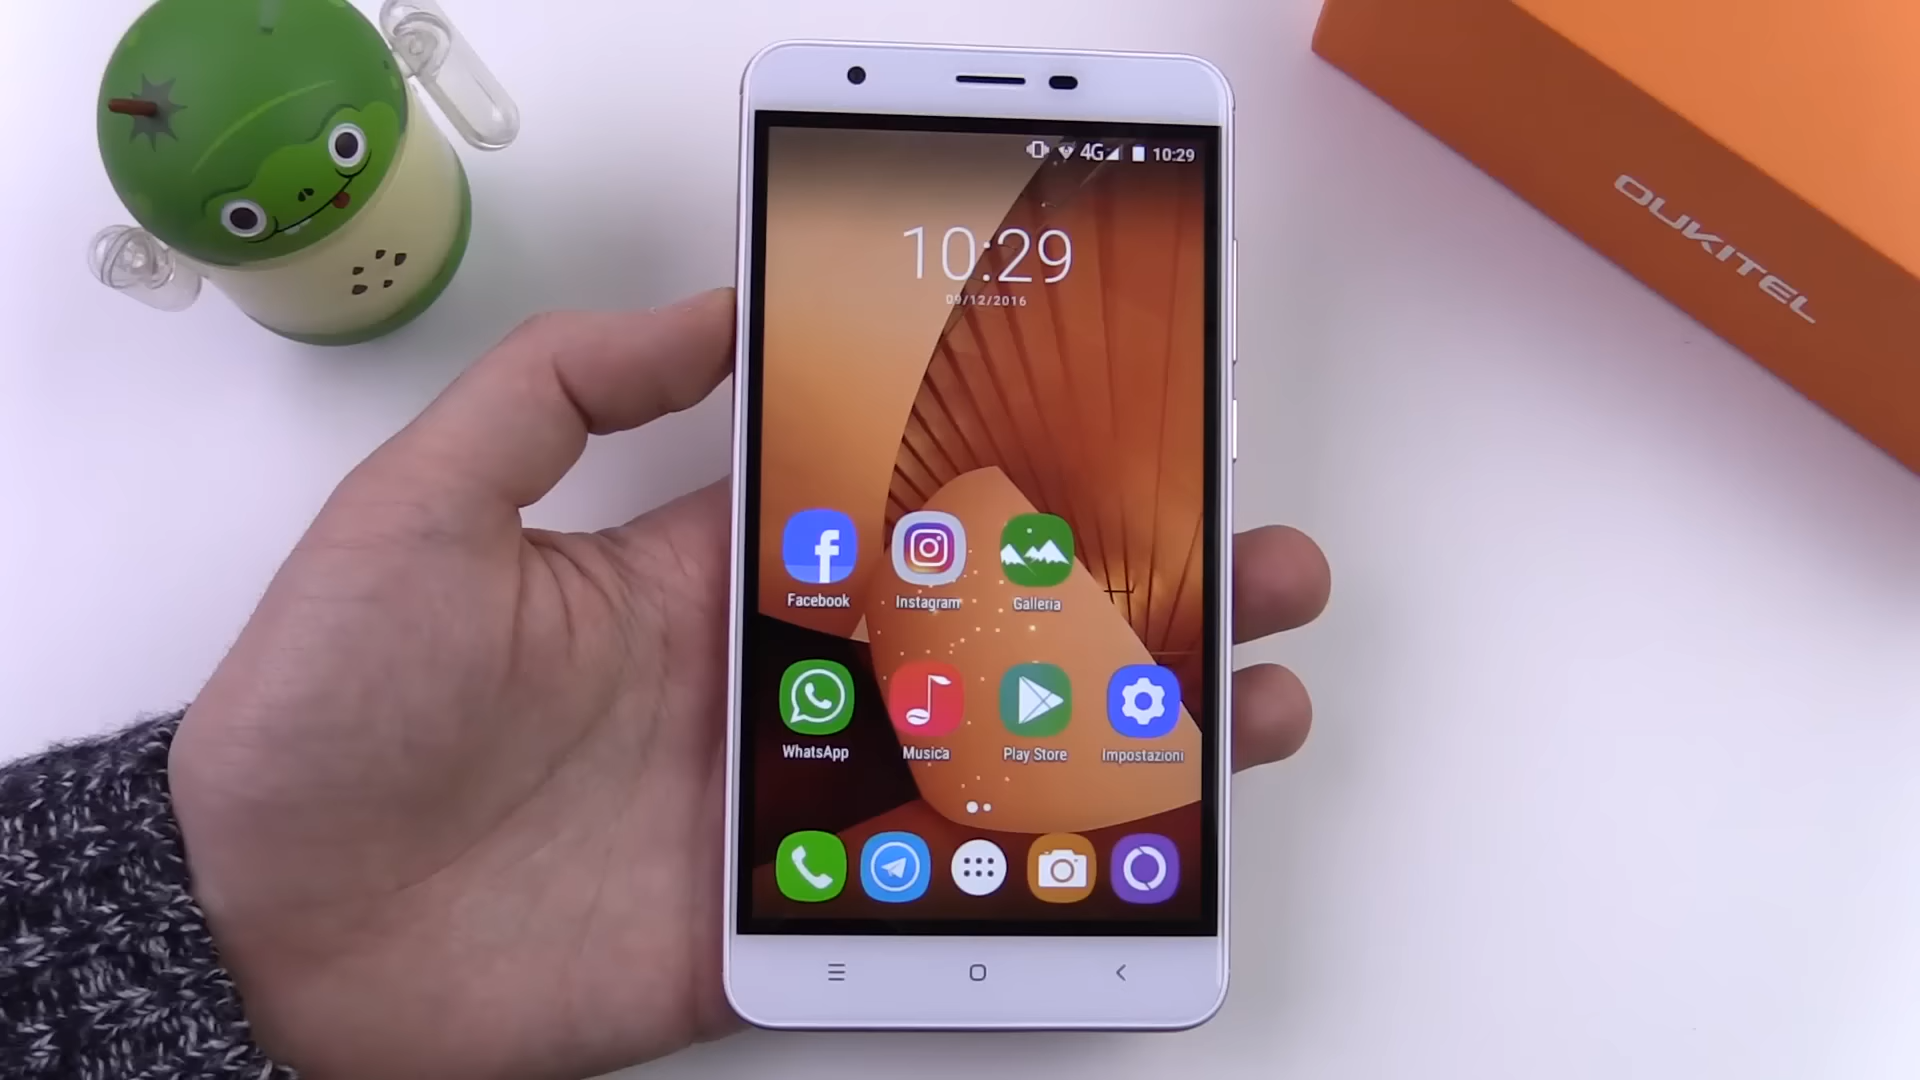 4G 10:29
OUKITEL
10:29
09/12/2016
Facebook Instagram Galleria
WhatsApp Musica Play Store Impostazioni